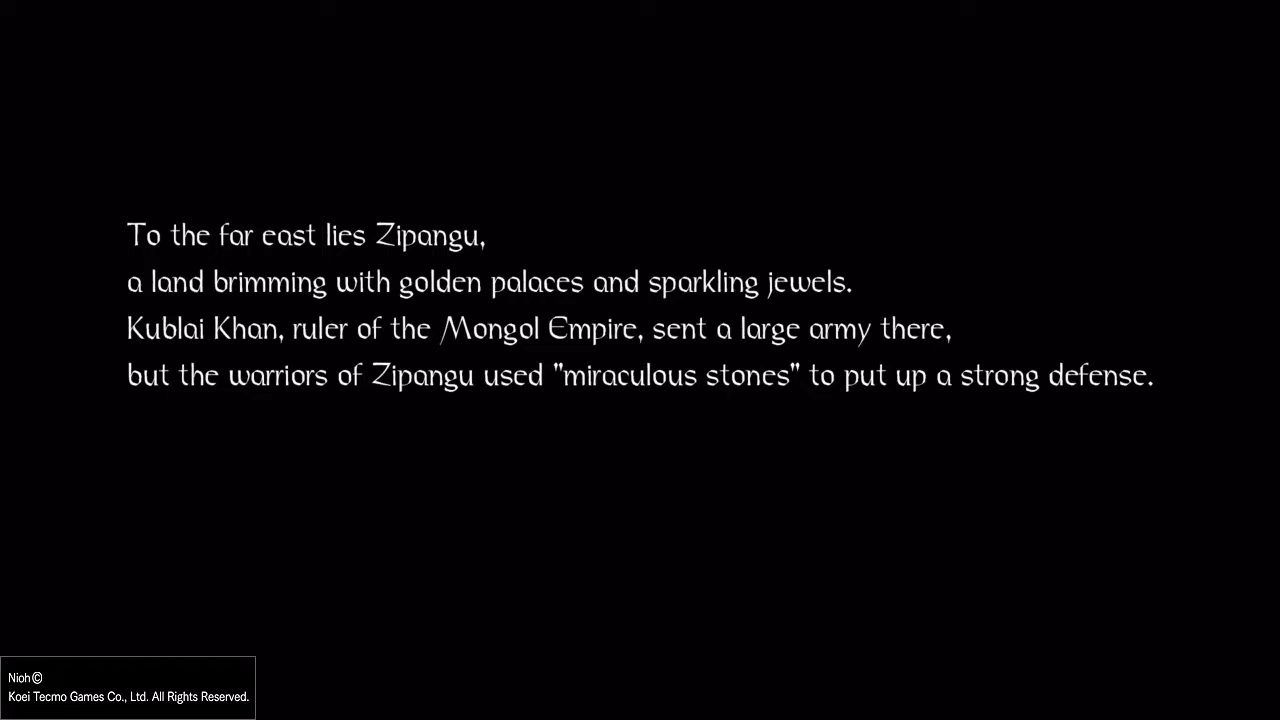 To the far east lies Zipangu,
a land brimming with golden palaces and sparkling jewels.
Kublai Khan, ruler of the Mongol Empire, sent a large army there,
but the warriors of Zipangu used "miraculous stones" to put up a strong defense.
Nioh©
Koei Tecmo Games Co., Ltd. All Rights Reserved.